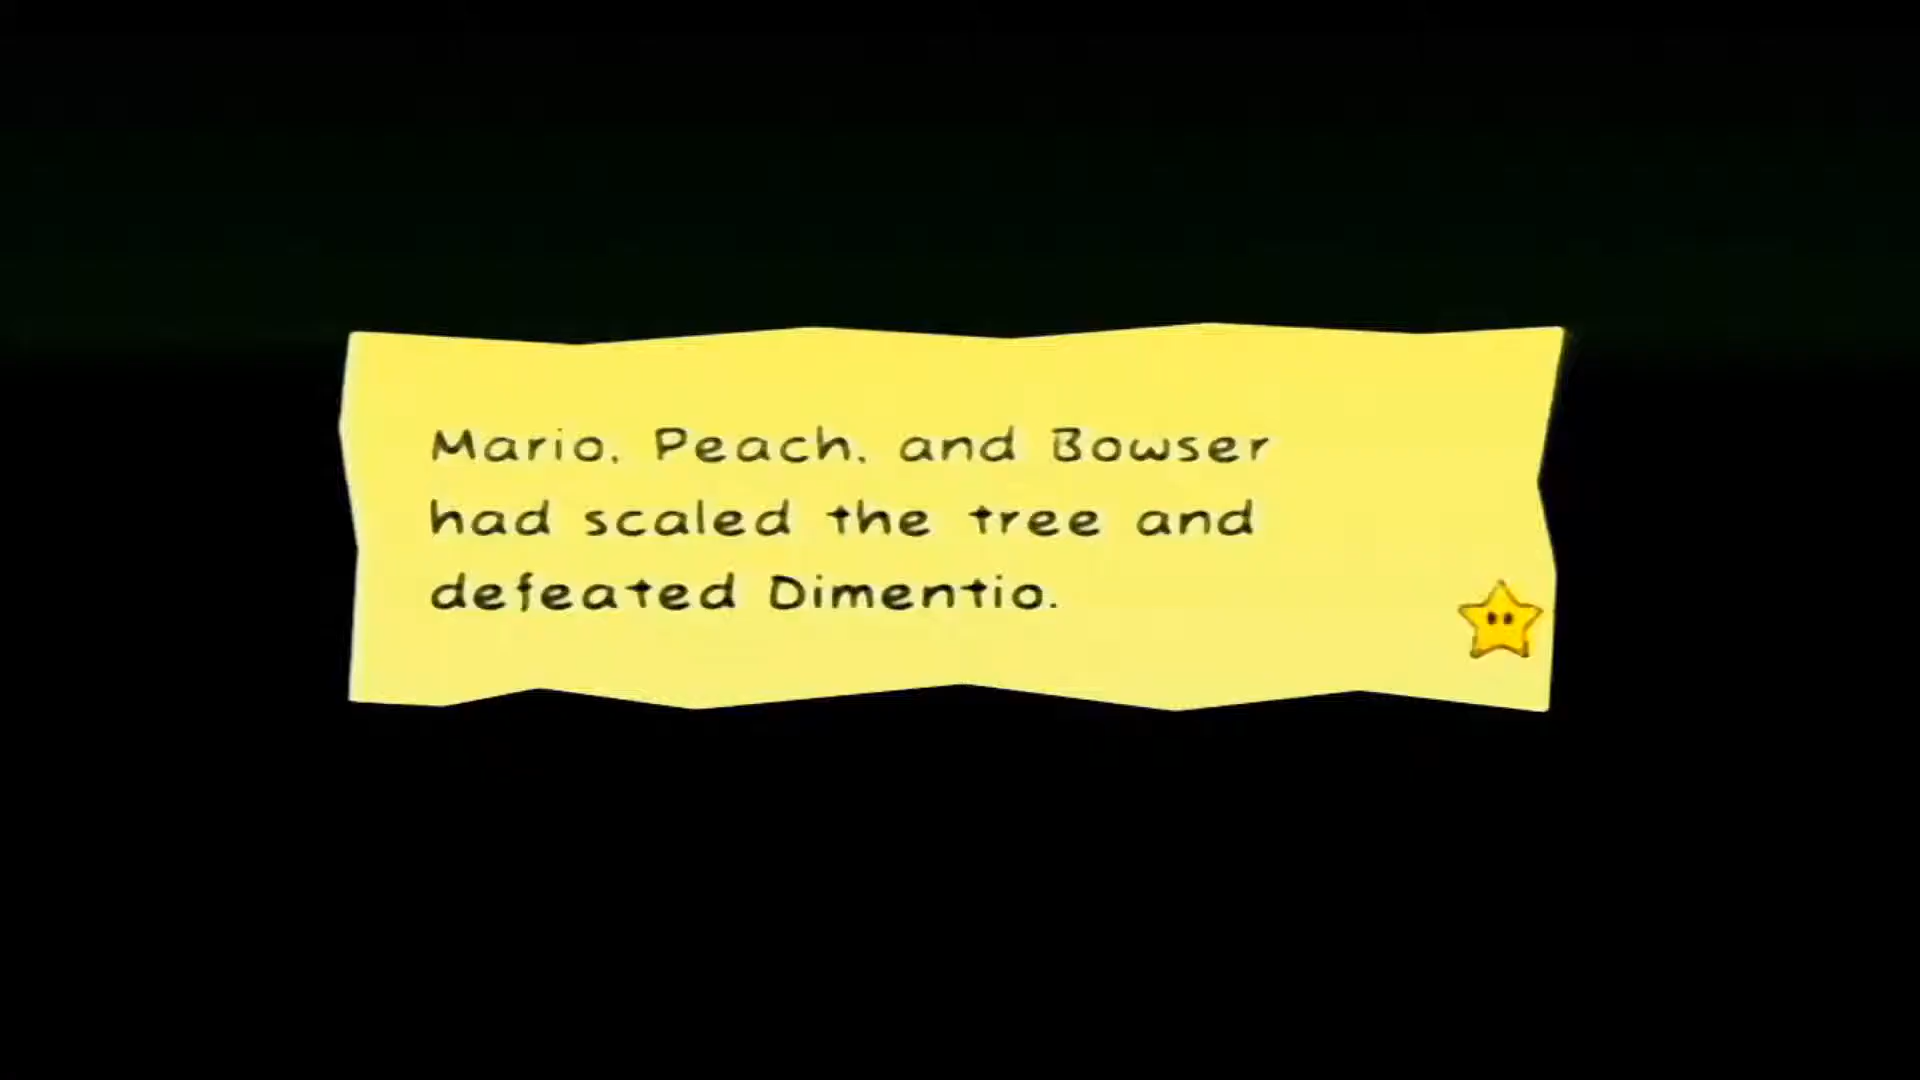 Mario, Peach, and Bowser
had scaled the tree and
defeated Dimentio.